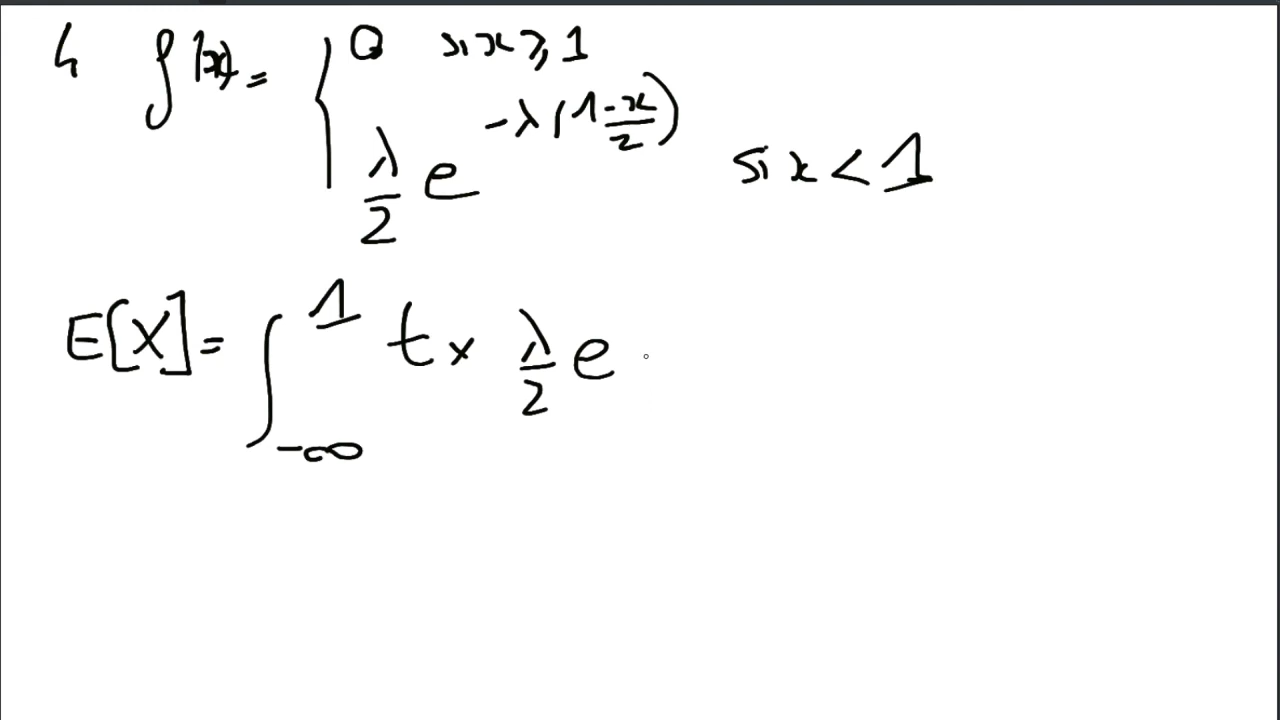 4 f(x) = { 0 si x ⩾ 1
λ/2 e^{-λ(1-x/2)} si x < 1
E[X] = ∫_{-∞}^{1} t × λ/2 e